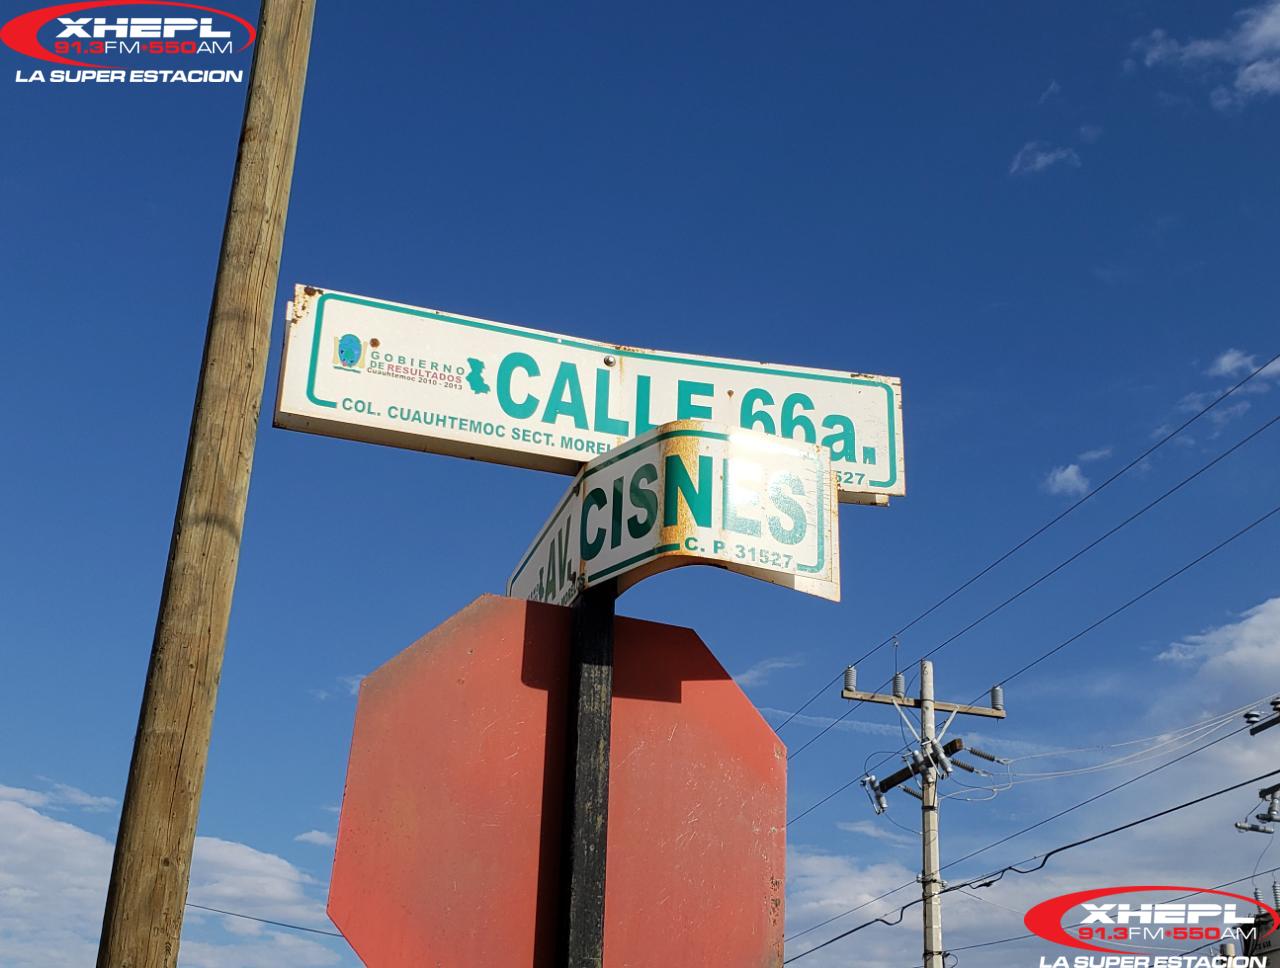 XHEPL
91.3FM•550AM
LA SUPER ESTACION
GOBIERNO
DE RESULTADOS
Cuauhtemoc 2010 - 2013
CALLE 66a.
COL. CUAUHTEMOC SECT.
527
AV. CISNES
C. P. 31527
XHEPL
91.3FM•550AM
LA SUPER ESTACION